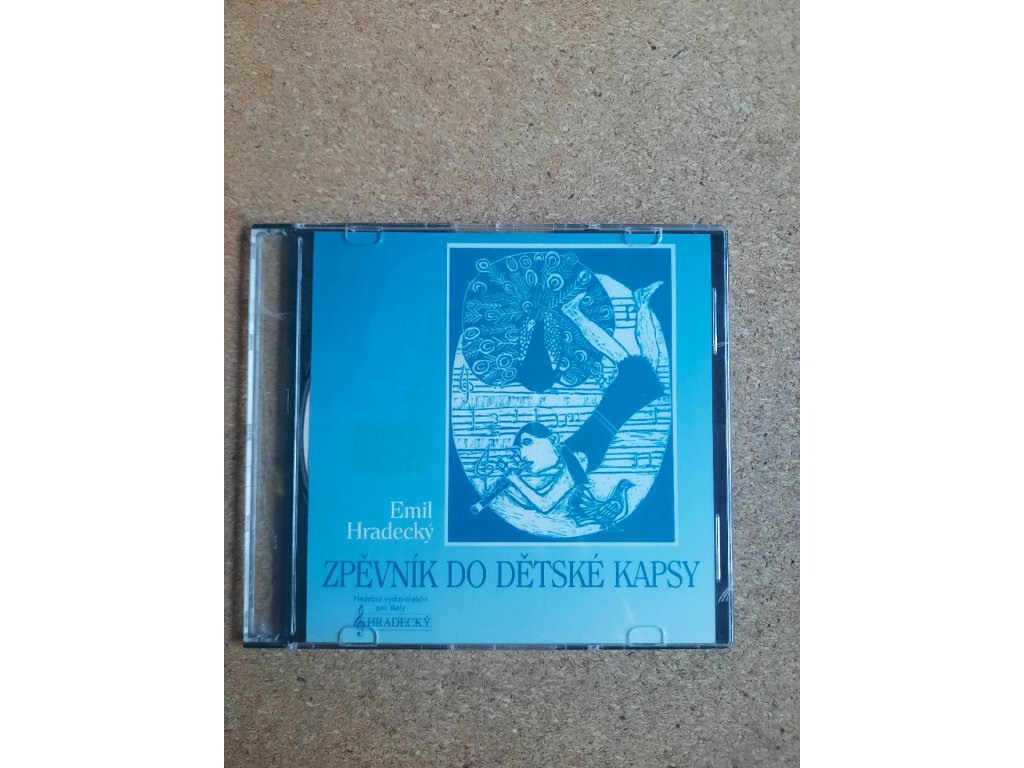 Emil
Hradecký
ZPĚVNÍK DO DĚTSKÉ KAPSY
Hudební vydavatelství
pro školy
HRADECKÝ